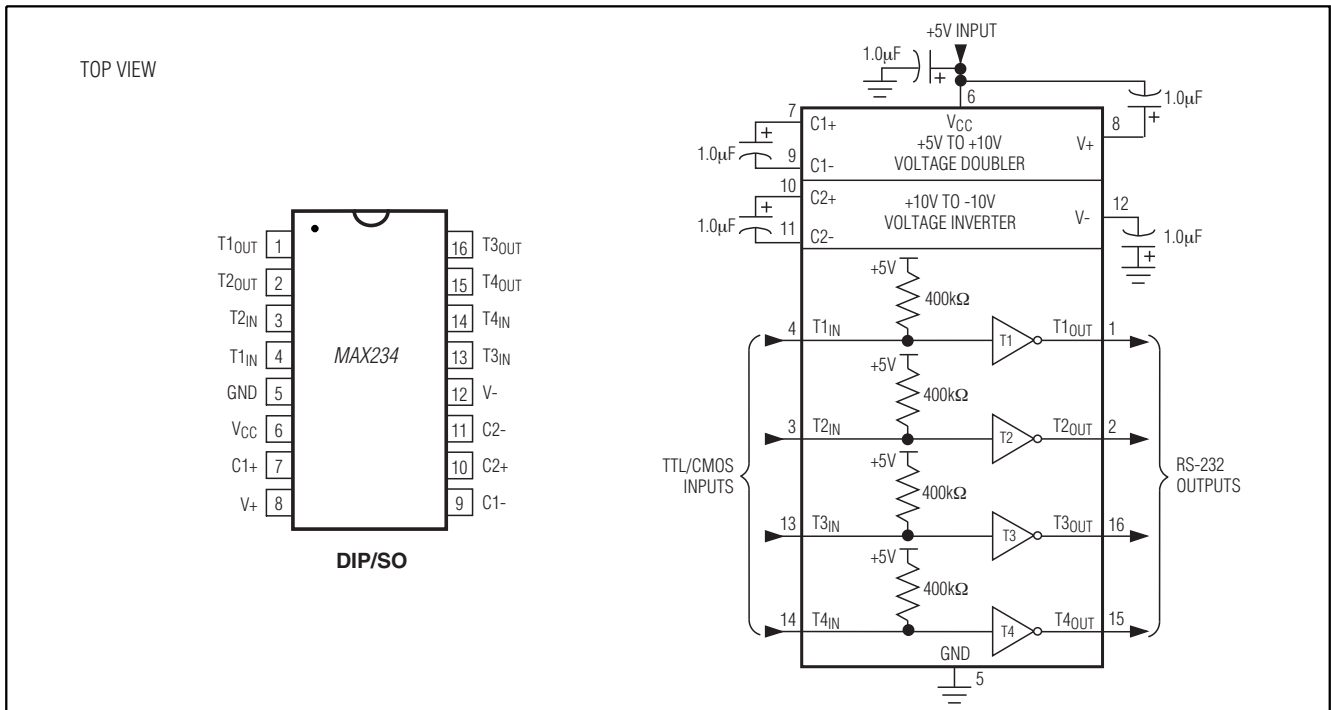 TOP VIEW
T1OUT 1
T2OUT 2
T2IN 3
T1IN 4
GND 5
VCC 6
C1+ 7
V+ 8
MAX234
16 T3OUT
15 T4OUT
14 T4IN
13 T3IN
12 V-
11 C2-
10 C2+
9 C1-
DIP/SO
+5V INPUT
1.0µF
+
6
1.0µF
+
7
C1+
VCC
+5V TO +10V
VOLTAGE DOUBLER
V+
8
1.0µF
+
9
C1-
10
C2+
+10V TO -10V
VOLTAGE INVERTER
V-
12
1.0µF
+
11
C2-
1.0µF
+
+5V
400kΩ
4
T1IN
T1
T1OUT
1
+5V
400kΩ
3
T2IN
T2
T2OUT
2
TTL/CMOS
INPUTS
RS-232
OUTPUTS
+5V
400kΩ
13
T3IN
T3
T3OUT
16
+5V
400kΩ
14
T4IN
T4
T4OUT
15
GND
5